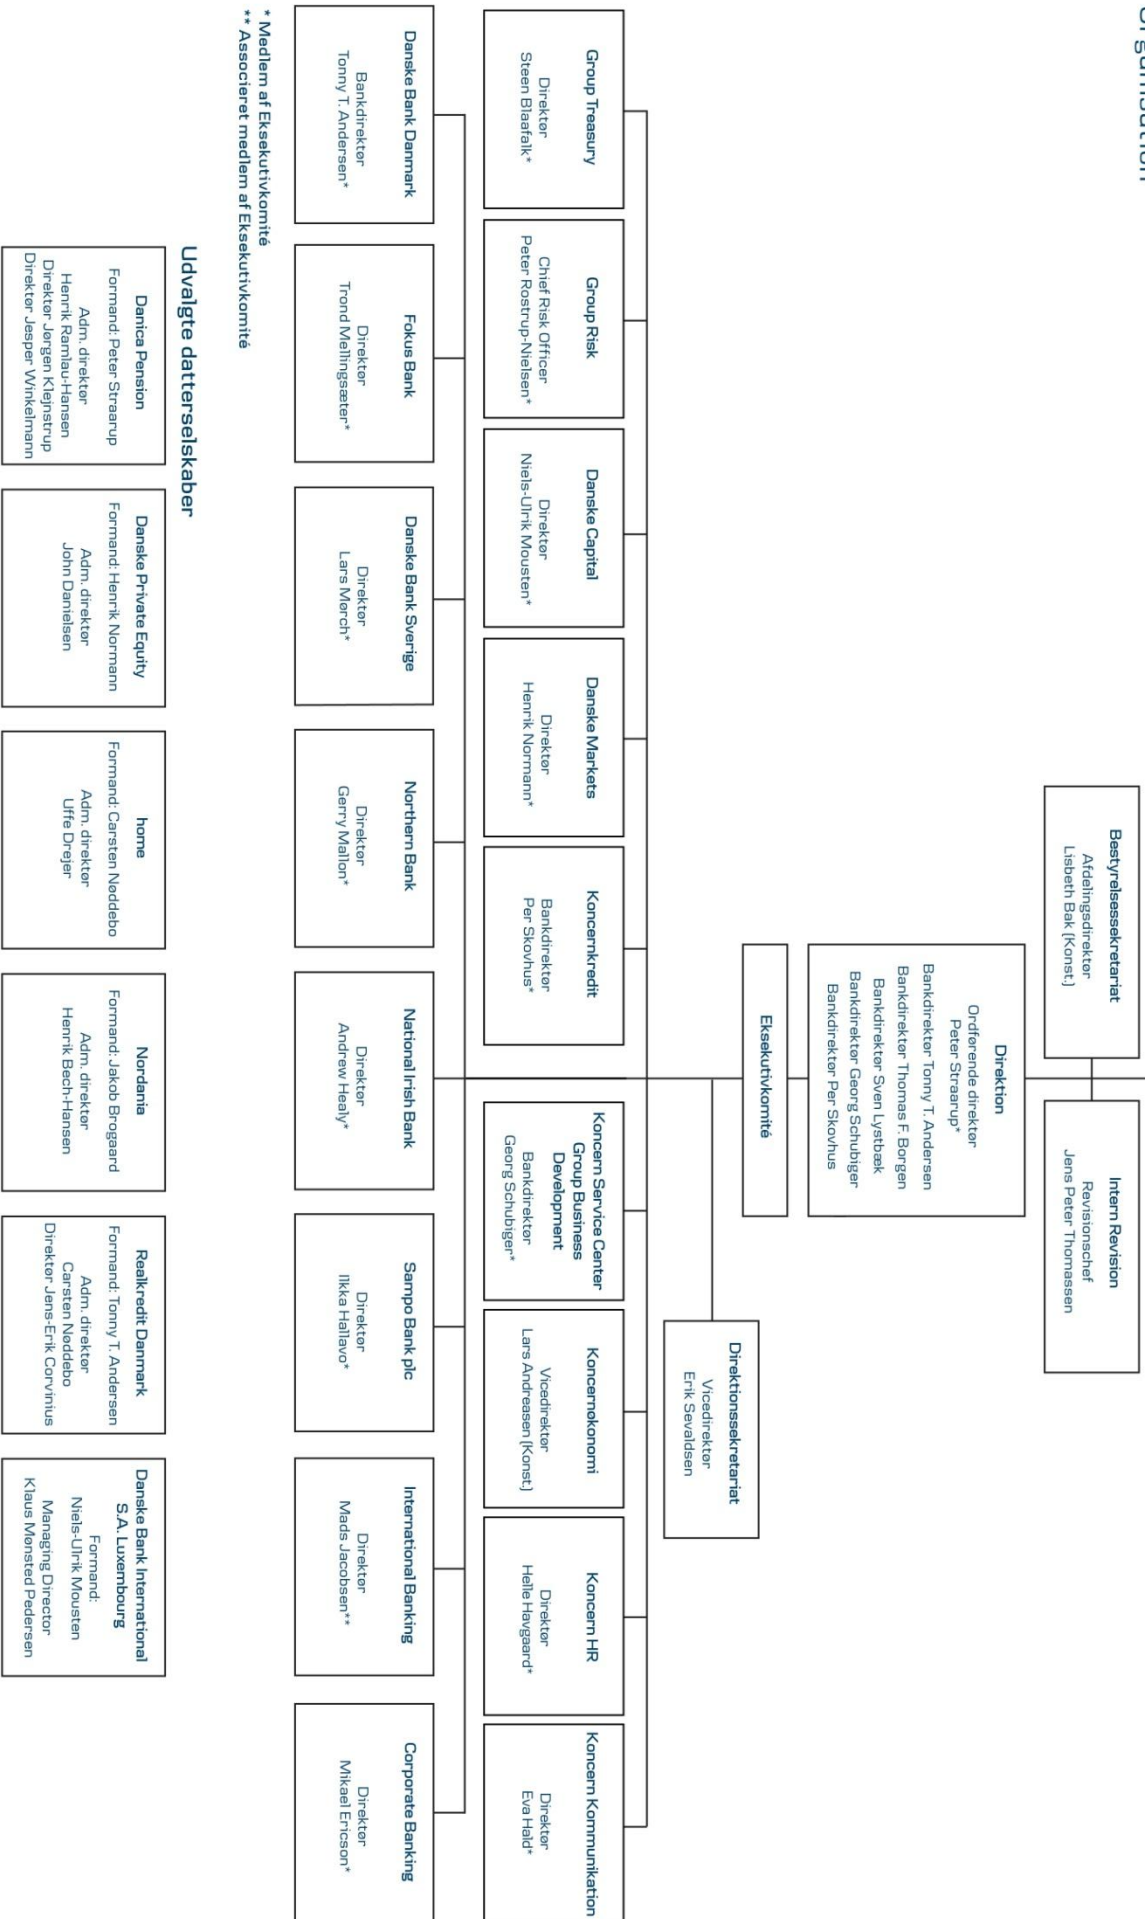 Organisation
Bestyrelsessekretariat
Afdelingsdirektør
Lisbeth Bak (Konst.)
Intern Revision
Revisionschef
Jens Peter Thomassen
Direktion
Ordførende direktør
Peter Straarup*
Bankdirektør Tonny T. Andersen
Bankdirektør Thomas F. Borgen
Bankdirektør Sven Lystbæk
Bankdirektør Georg Schubiger
Bankdirektør Per Skovhus
Eksekutivkomité
Direktionssekretariat
Vicedirektør
Erik Sevaldsen
Group Treasury
Direktør
Steen Blaafalk*
Group Risk
Chief Risk Officer
Peter Rostrup-Nielsen*
Danske Capital
Direktør
Niels-Ulrik Mousten*
Danske Markets
Direktør
Henrik Normann*
Koncernkredit
Bankdirektør
Per Skovhus*
Koncern Service Center
Group Business
Development
Bankdirektør
Georg Schubiger*
Koncernøkonomi
Vicedirektør
Lars Andreasen (Konst.)
Koncern HR
Direktør
Helle Havgaard*
Koncern Kommunikation
Direktør
Eva Hald*
Danske Bank Danmark
Bankdirektør
Tonny T. Andersen*
Fokus Bank
Direktør
Trond Mellingsæter*
Danske Bank Sverige
Direktør
Lars Mørch*
Northern Bank
Direktør
Gerry Mallon*
National Irish Bank
Direktør
Andrew Healy*
Sampo Bank plc
Direktør
Ilkka Hallavo*
International Banking
Direktør
Mads Jacobsen**
Corporate Banking
Direktør
Mikael Ericson*
* Medlem af Eksekutivkomité
** Associeret medlem af Eksekutivkomité
Udvalgte datterselskaber
Danica Pension
Formand: Peter Straarup
Adm. direktør
Henrik Ramlau-Hansen
Direktør Jørgen Klejnstrup
Direktør Jesper Winkelmann
Danske Private Equity
Formand: Henrik Normann
Adm. direktør
John Danielsen
home
Formand: Carsten Nøddebo
Adm. direktør
Uffe Drejer
Nordania
Formand: Jakob Brogaard
Adm. direktør
Henrik Bech-Hansen
Realkredit Danmark
Formand: Tonny T. Andersen
Adm. direktør
Carsten Nøddebo
Direktør Jens-Erik Corvinius
Danske Bank International
S.A. Luxembourg
Formand:
Niels-Ulrik Mousten
Managing Director
Klaus Mønsted Pedersen